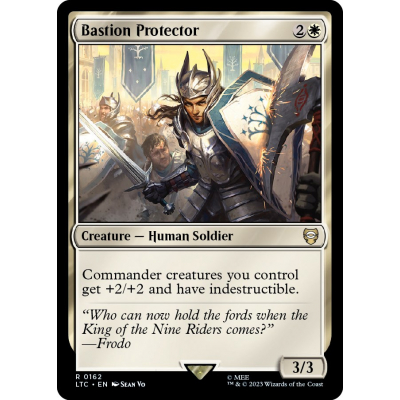 Bastion Protector 2
Creature — Human Soldier
Commander creatures you control
get +2/+2 and have indestructible.
“Who can now hold the fords when the
King of the Nine Riders comes?”
—Frodo
3/3
R 0162
LTC • EN Sean Vo
© MEE
™ & © 2023 Wizards of the Coast